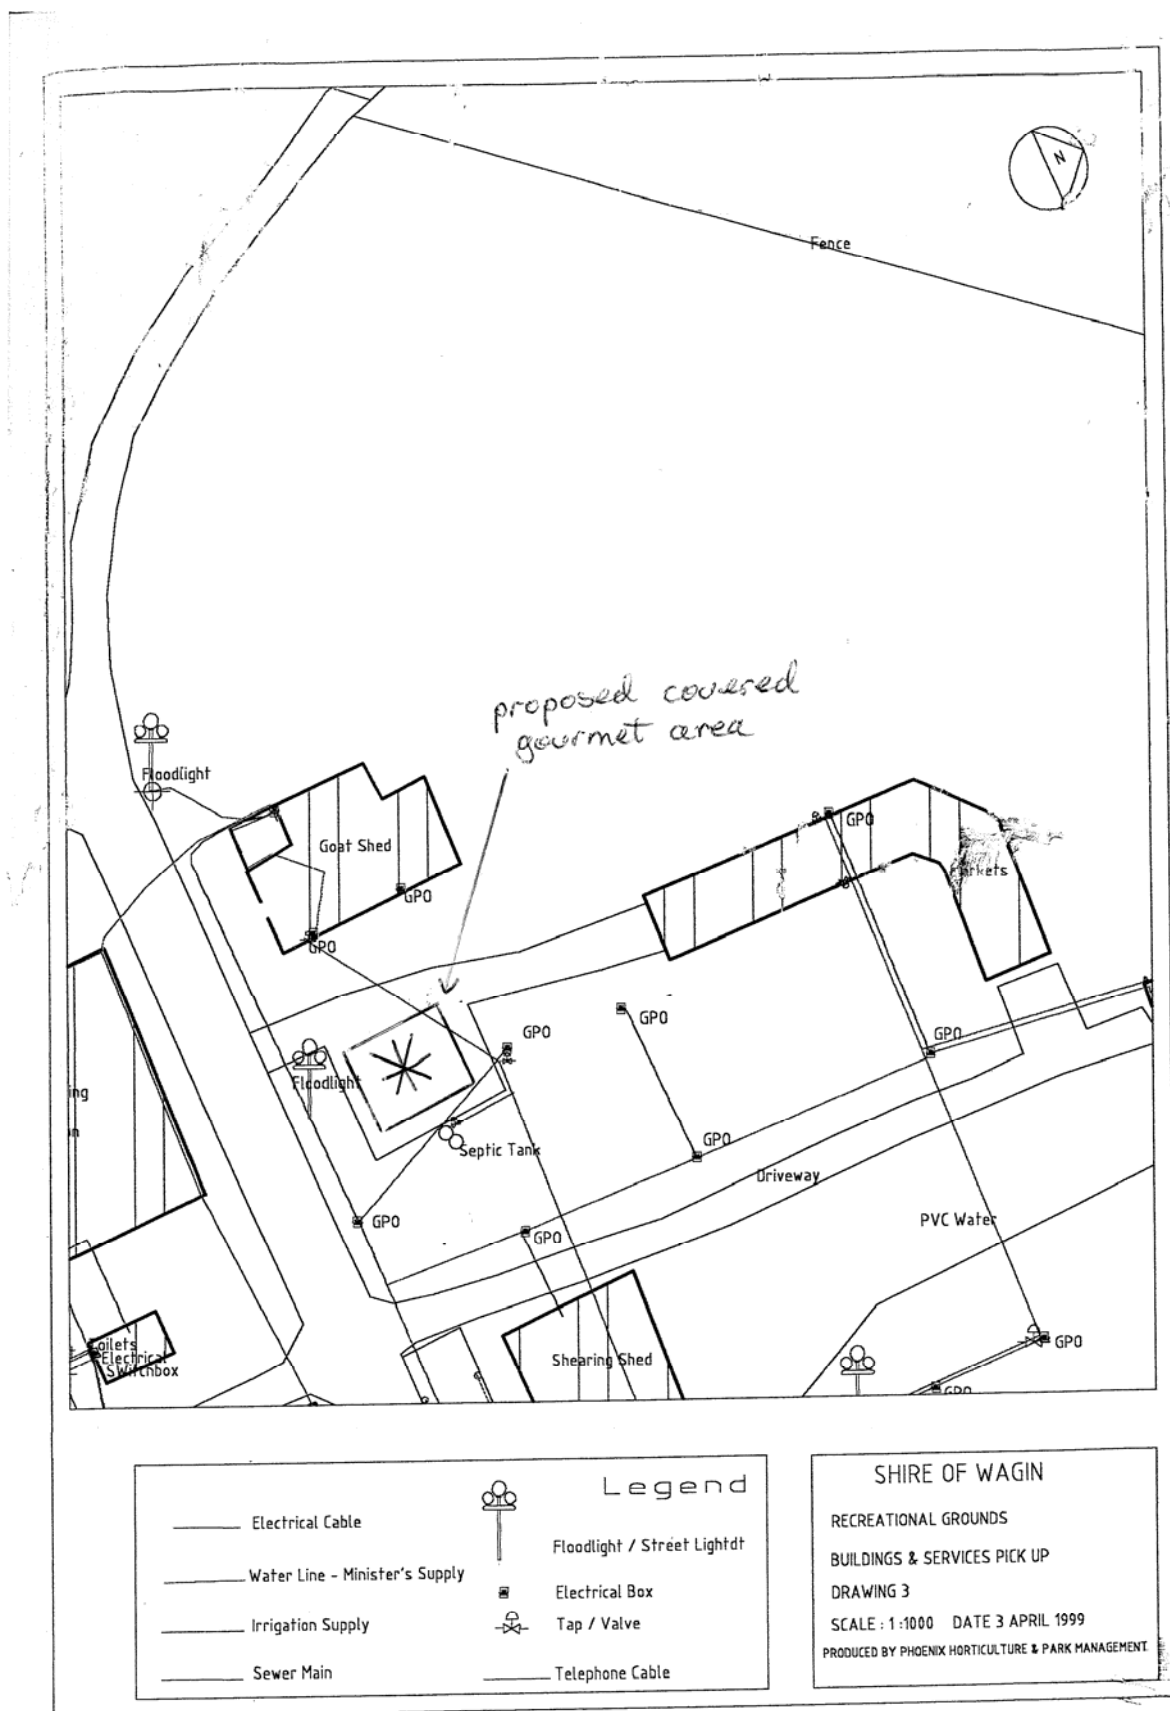 N
Fence
proposed covered
gourmet area
Floodlight
Goat Shed
GPO
GPO
GPO
GPO
GPO
Floodlight
GPO
GPO
ing
n
Septic Tank
GPO
Driveway
GPO
GPO
PVC Water
Toilets
Electrical
SWitchbox
Shearing Shed
GPO
GPO
Legend
Electrical Cable
Floodlight / Street Lightdt
Water Line - Minister's Supply
Electrical Box
Irrigation Supply
Tap / Valve
Sewer Main
Telephone Cable
SHIRE OF WAGIN
RECREATIONAL GROUNDS
BUILDINGS & SERVICES PICK UP
DRAWING 3
SCALE : 1 :1000 DATE 3 APRIL 1999
PRODUCED BY PHOENIX HORTICULTURE & PARK MANAGEMENT